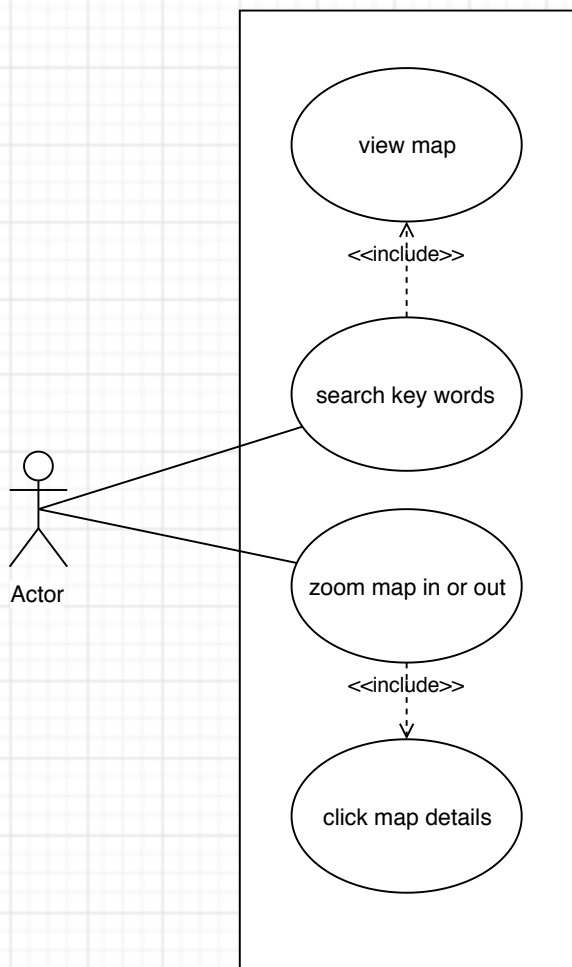 view map
<<include>>
search key words
Actor
zoom map in or out
<<include>>
click map details